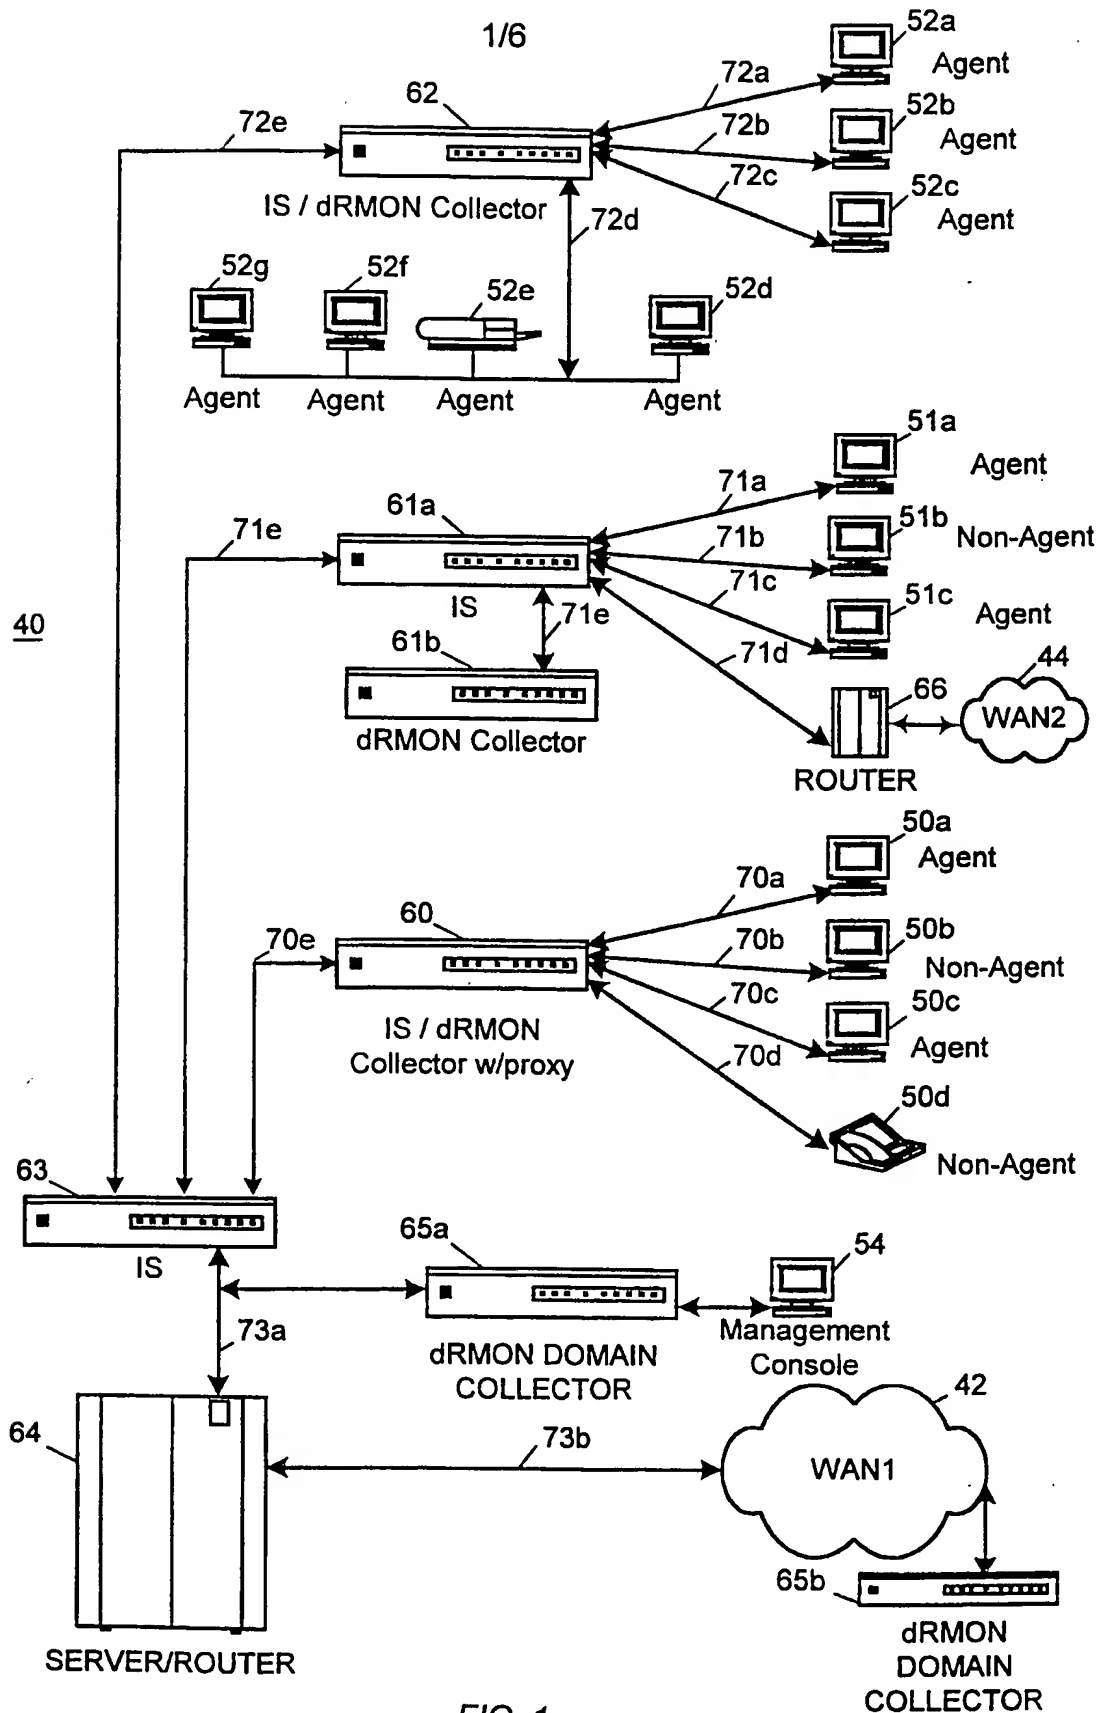 1/6
52a
Agent
72a
62
72e
52b
72b
Agent
72c
52c
Agent
IS / dRMON Collector
72d
52g
52f
52e
52d
Agent
Agent
Agent
Agent
51a
Agent
71a
61a
71e
51b
71b
Non-Agent
71c
51c
IS
71e
Agent
40
61b
71d
44
66
WAN2
dRMON Collector
ROUTER
50a
Agent
70a
60
70e
50b
70b
Non-Agent
70c
50c
IS / dRMON
Collector w/proxy
70d
Agent
50d
Non-Agent
63
65a
54
IS
73a
Management
Console
dRMON DOMAIN
COLLECTOR
42
64
73b
WAN1
65b
SERVER/ROUTER
dRMON
DOMAIN
COLLECTOR
FIG. 1